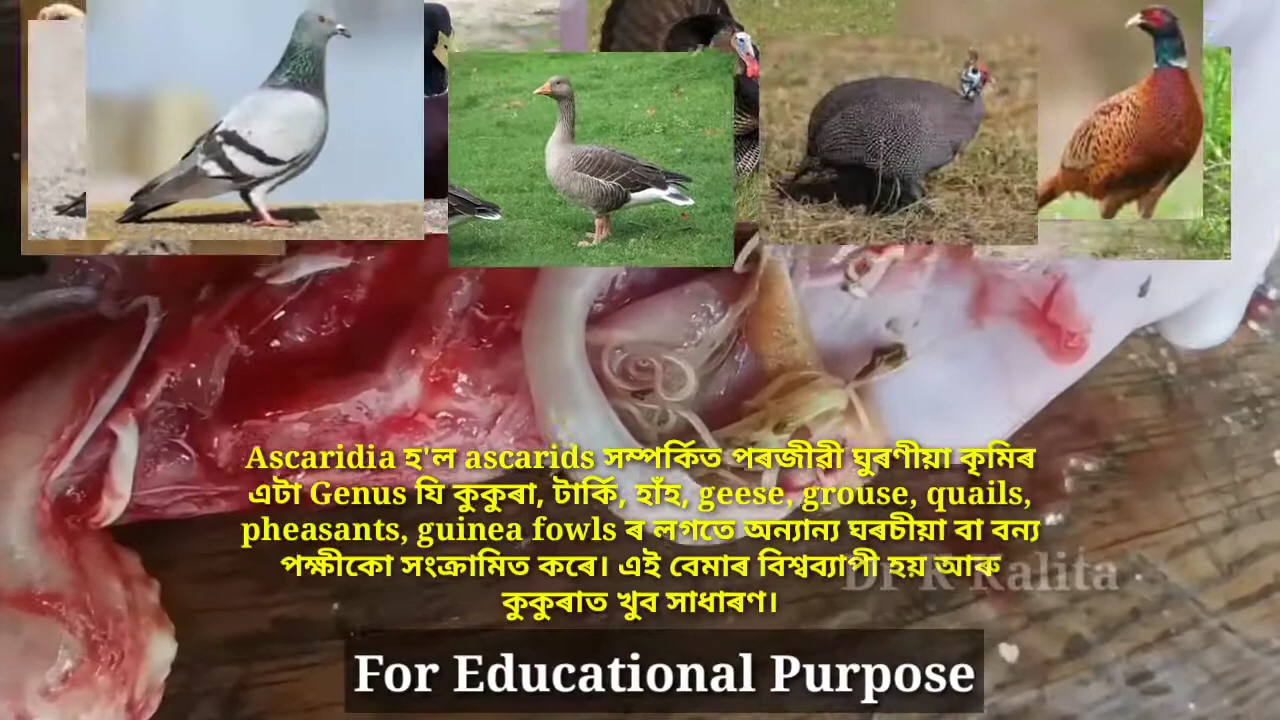 Ascaridia হ'ল ascarids সম্পৰ্কিত পৰজীৱী ঘুৰণীয়া কৃমিৰ
এটা Genus যি কুকুৰা, টাৰ্কি, হাঁহ, geese, grouse, quails,
pheasants, guinea fowls ৰ লগতে অন্যান্য ঘৰচীয়া বা বন্য
পক্ষীকো সংক্ৰামিত কৰে। এই বেমাৰ বিশ্বব্যাপী হয় আৰু
কুকুৰাত খুব সাধাৰণ।
Dr K Kalita
For Educational Purpose